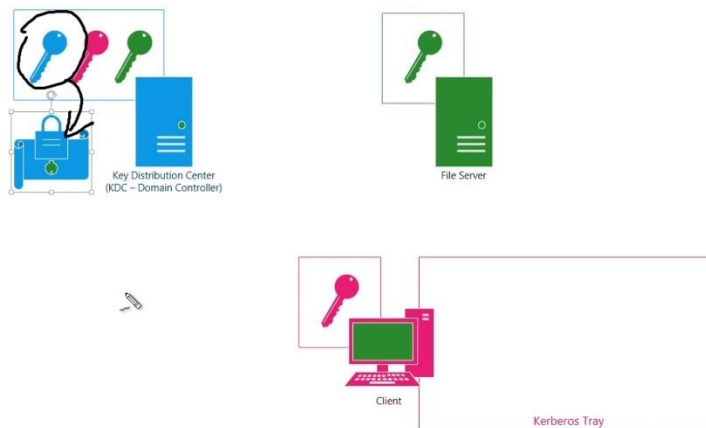 Key Distribution Center
(KDC – Domain Controller)
File Server
Client
Kerberos Tray